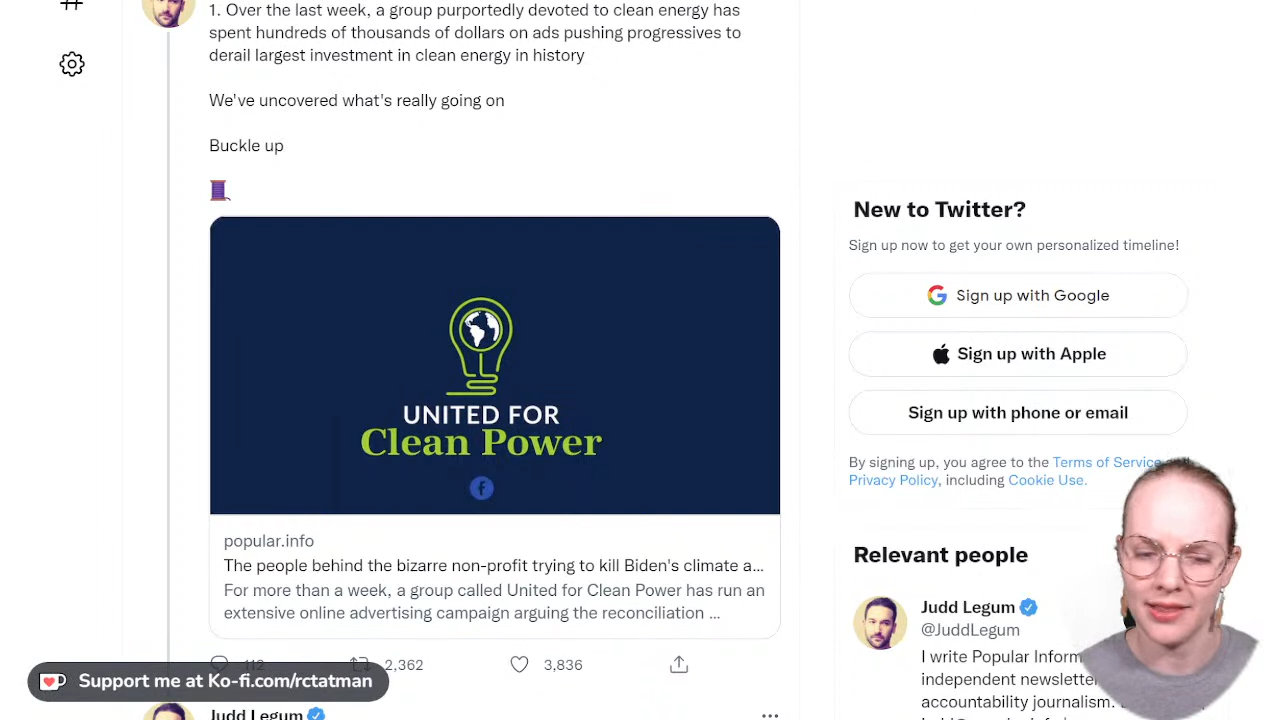 1. Over the last week, a group purportedly devoted to clean energy has
spent hundreds of thousands of dollars on ads pushing progressives to
derail largest investment in clean energy in history
We've uncovered what's really going on
Buckle up
UNITED FOR
Clean Power
popular.info
The people behind the bizarre non-profit trying to kill Biden's climate a...
For more than a week, a group called United for Clean Power has run an
extensive online advertising campaign arguing the reconciliation ...
112
2,362
3,836
Support me at Ko-fi.com/rctatman
Judd Legum
New to Twitter?
Sign up now to get your own personalized timeline!
Sign up with Google
Sign up with Apple
Sign up with phone or email
By signing up, you agree to the Terms of Service and
Privacy Policy, including Cookie Use.
Relevant people
Judd Legum
@JuddLegum
I write Popular Inform
independent newsletter
accountability journalism.